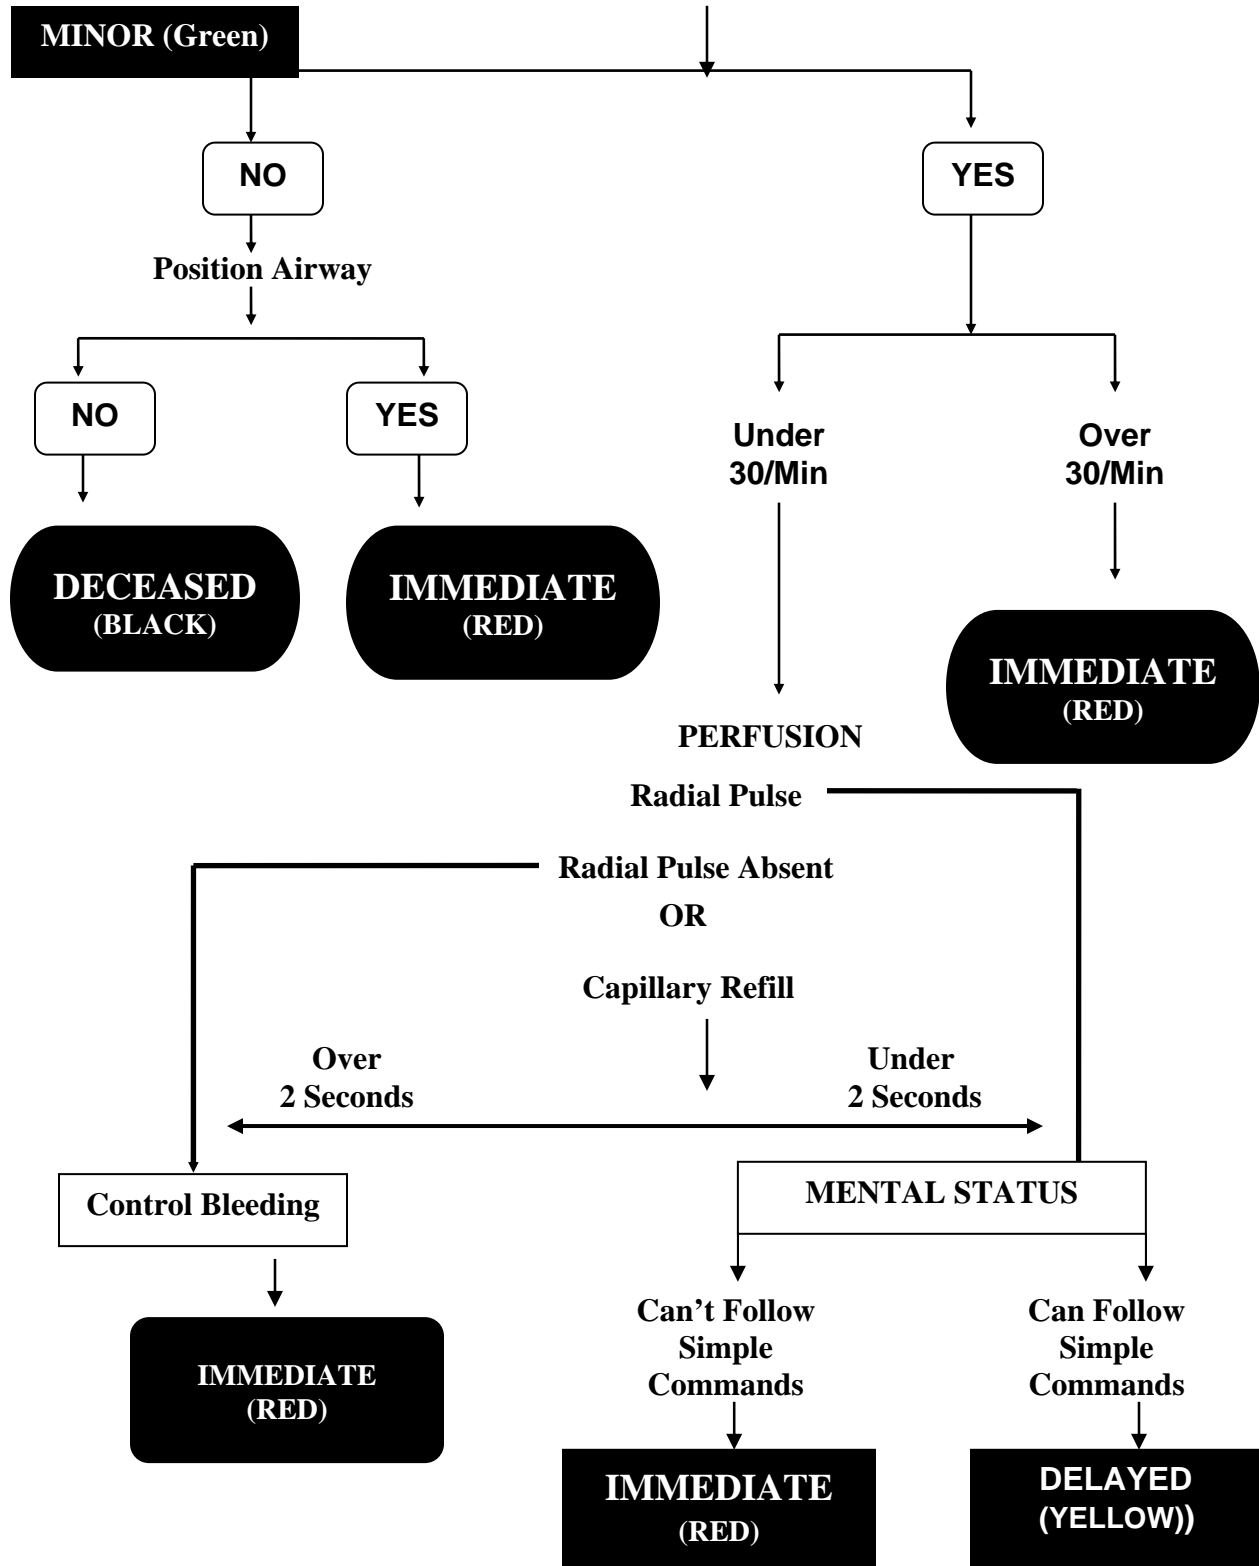 MINOR (Green)
NO
YES
Position Airway
NO
YES
Under
30/Min
Over
30/Min
DECEASED
(BLACK)
IMMEDIATE
(RED)
IMMEDIATE
(RED)
PERFUSION
Radial Pulse
Radial Pulse Absent
OR
Capillary Refill
Over
2 Seconds
Under
2 Seconds
Control Bleeding
MENTAL STATUS
IMMEDIATE
(RED)
Can’t Follow
Simple
Commands
Can Follow
Simple
Commands
IMMEDIATE
(RED)
DELAYED
(YELLOW))